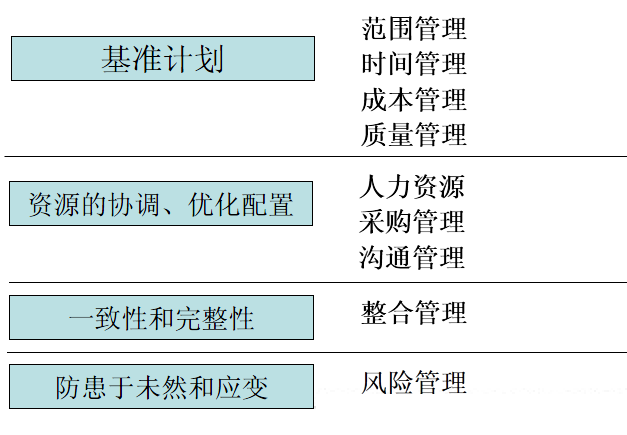 基准计划
范围管理
时间管理
成本管理
质量管理
资源的协调、优化配置
人力资源
采购管理
沟通管理
一致性和完整性
整合管理
防患于未然和应变
风险管理